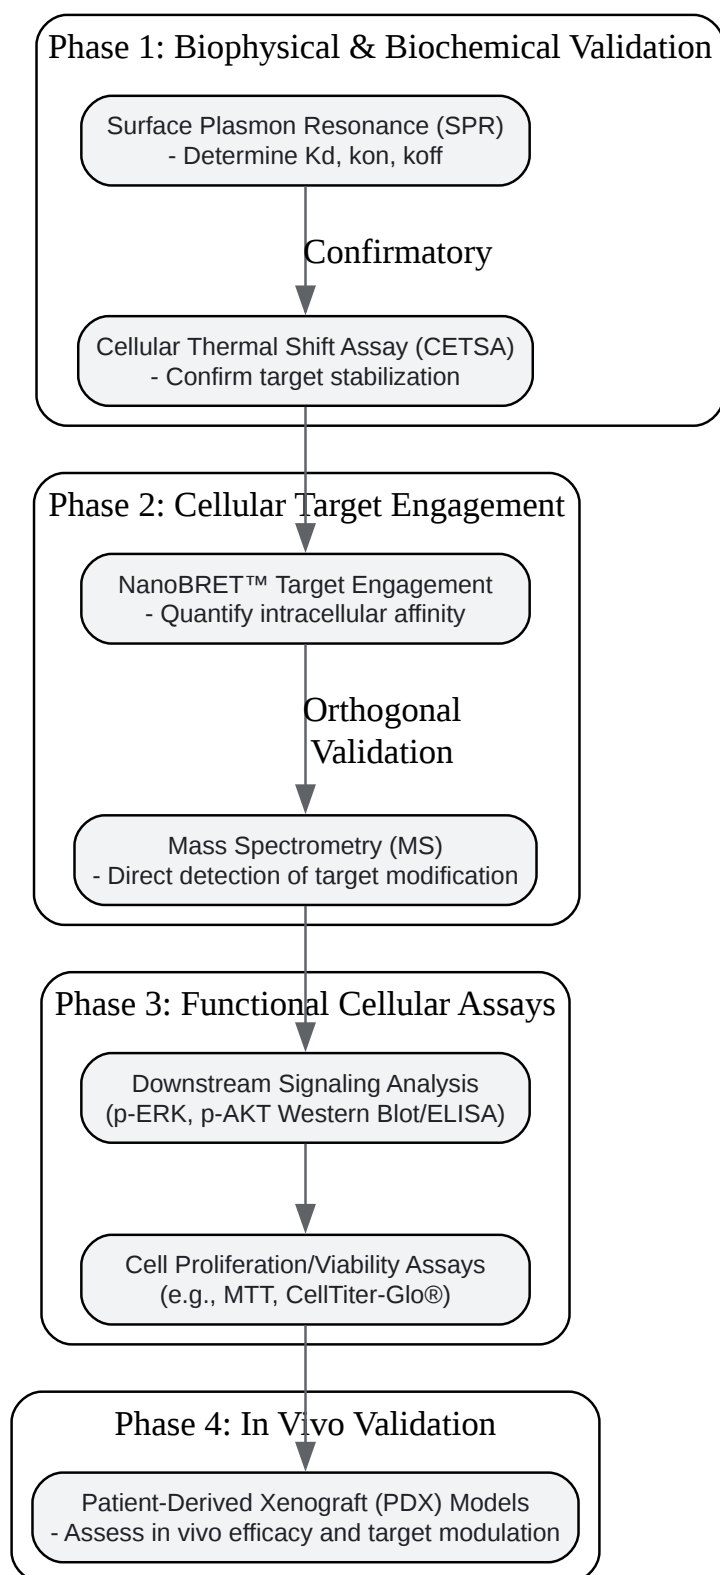 Phase 1: Biophysical & Biochemical Validation
Surface Plasmon Resonance (SPR)
- Determine Kd, kon, koff
Confirmatory
Cellular Thermal Shift Assay (CETSA)
- Confirm target stabilization
Phase 2: Cellular Target Engagement
NanoBRET™ Target Engagement
- Quantify intracellular affinity
Orthogonal
Validation
Mass Spectrometry (MS)
- Direct detection of target modification
Phase 3: Functional Cellular Assays
Downstream Signaling Analysis
(p-ERK, p-AKT Western Blot/ELISA)
Cell Proliferation/Viability Assays
(e.g., MTT, CellTiter-Glo®)
Phase 4: In Vivo Validation
Patient-Derived Xenograft (PDX) Models
- Assess in vivo efficacy and target modulation